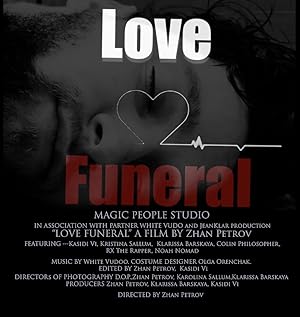 Love
Funeral
MAGIC PEOPLE STUDIO
IN ASSOCIATION WITH PARTNER WHITE VUDO AND JEANKLAR PRODUCTION
"LOVE FUNERAL" A FILM BY ZHAN PETROV
FEATURING --- KASIDI VI, KRISTINA SALLUM, KLARISSA BARSKAYA, COLIN PHILOSOPHER,
RX THE RAPPER, NOAH NOMAD
MUSIC BY WHITE VUDOO, COSTUME DESIGNER OLGA ORENCHAK.
EDITED BY ZHAN PETROV, KASIDI VI
DIRECTORS OF PHOTOGRAPHY D.O.P,ZHAN PETROV, KAROLINA SALLUM,KLARISSA BARSKAYA
PRODUCERS ZHAN PETROV, KLARISSA BARSKAYA, KASIDI VI.
DIRECTED BY ZHAN PETROV